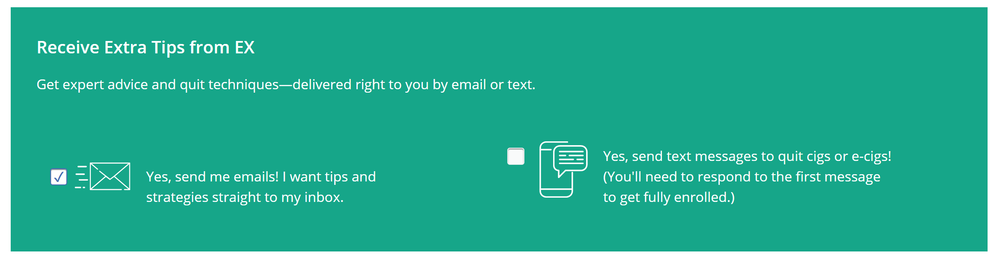 Receive Extra Tips from EX
Get expert advice and quit techniques—delivered right to you by email or text.
Yes, send me emails! I want tips and
strategies straight to my inbox.
Yes, send text messages to quit cigs or e-cigs!
(You'll need to respond to the first message
to get fully enrolled.)